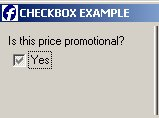 CHECKBOX EXAMPLE
Is this price promotional?
Yes